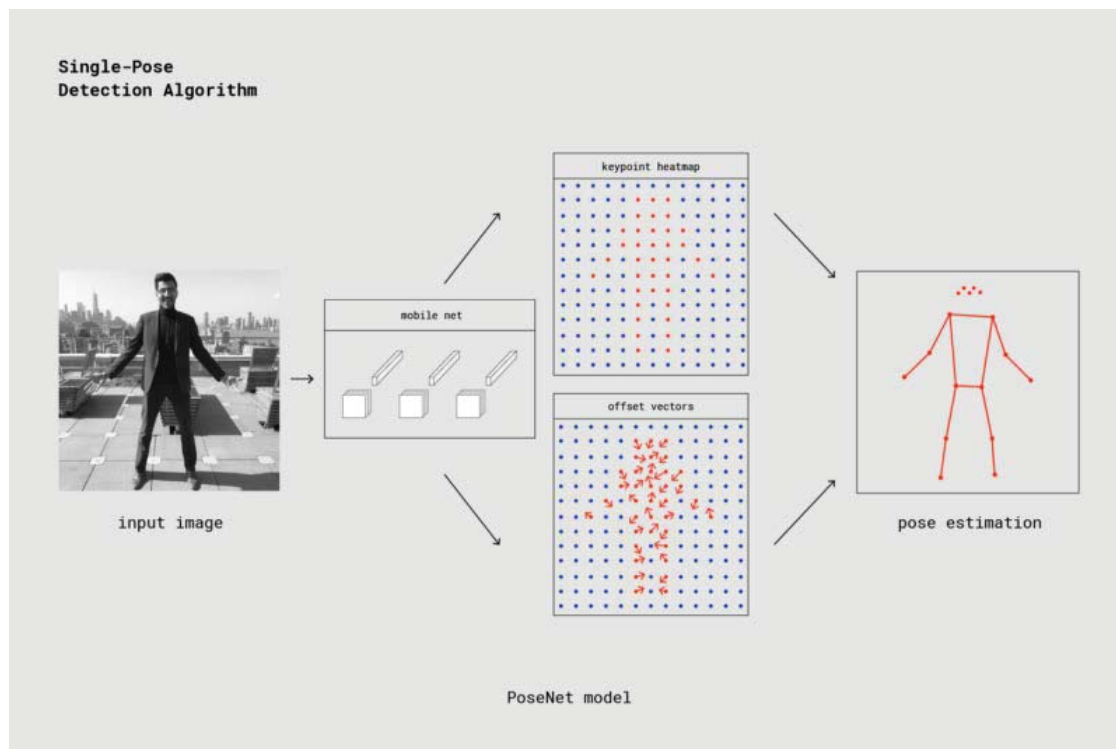 Single-Pose
Detection Algorithm
keypoint heatmap
mobile net
offset vectors
input image
pose estimation
PoseNet model